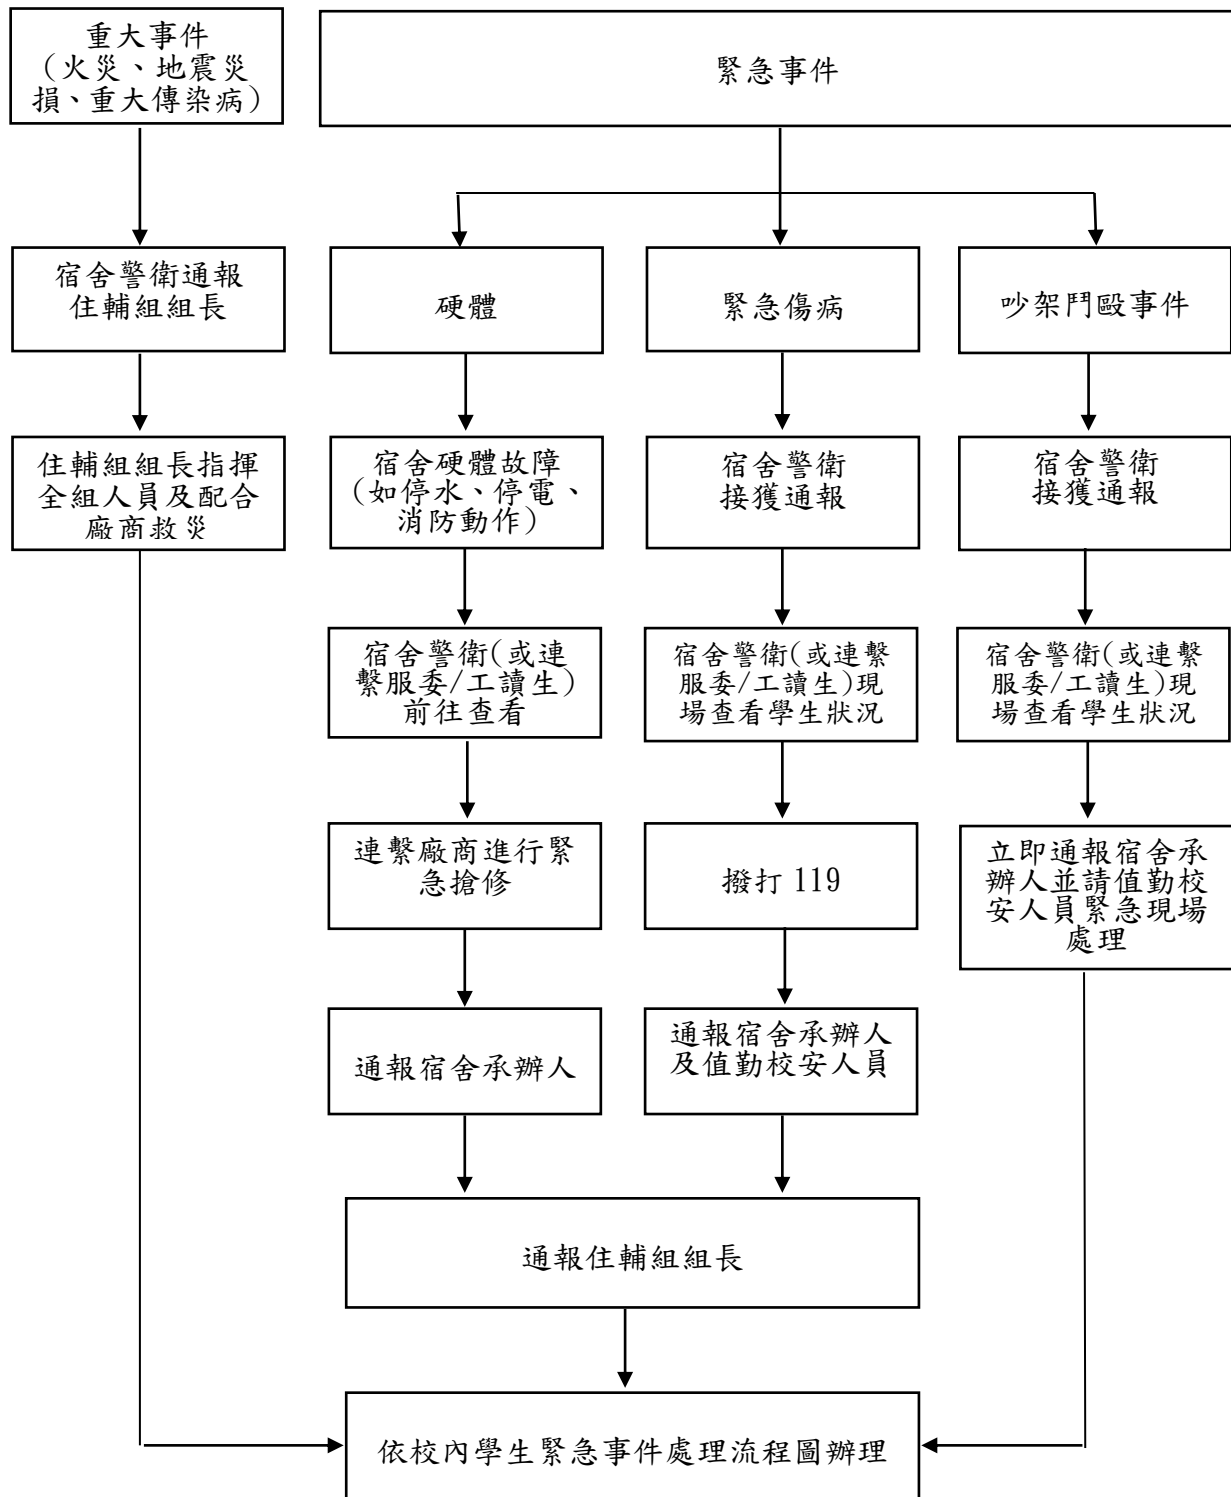 重大事件
(火災、地震災
損、重大傳染病)
緊急事件
宿舍警衛通報
住輔組組長
硬體
緊急傷病
吵架鬥毆事件
住輔組組長指揮
全組人員及配合
廠商救災
宿舍硬體故障
(如停水、停電、
消防動作)
宿舍警衛
接獲通報
宿舍警衛
接獲通報
宿舍警衛(或連
繫服委/工讀生)
前往查看
宿舍警衛(或連繫
服委/工讀生)現
場查看學生狀況
宿舍警衛(或連繫
服委/工讀生)現
場查看學生狀況
連繫廠商進行緊
急搶修
撥打 119
立即通報宿舍承
辦人並請值勤校
安人員緊急現場
處理
通報宿舍承辦人
通報宿舍承辦人
及值勤校安人員
通報住輔組組長
依校內學生緊急事件處理流程圖辦理